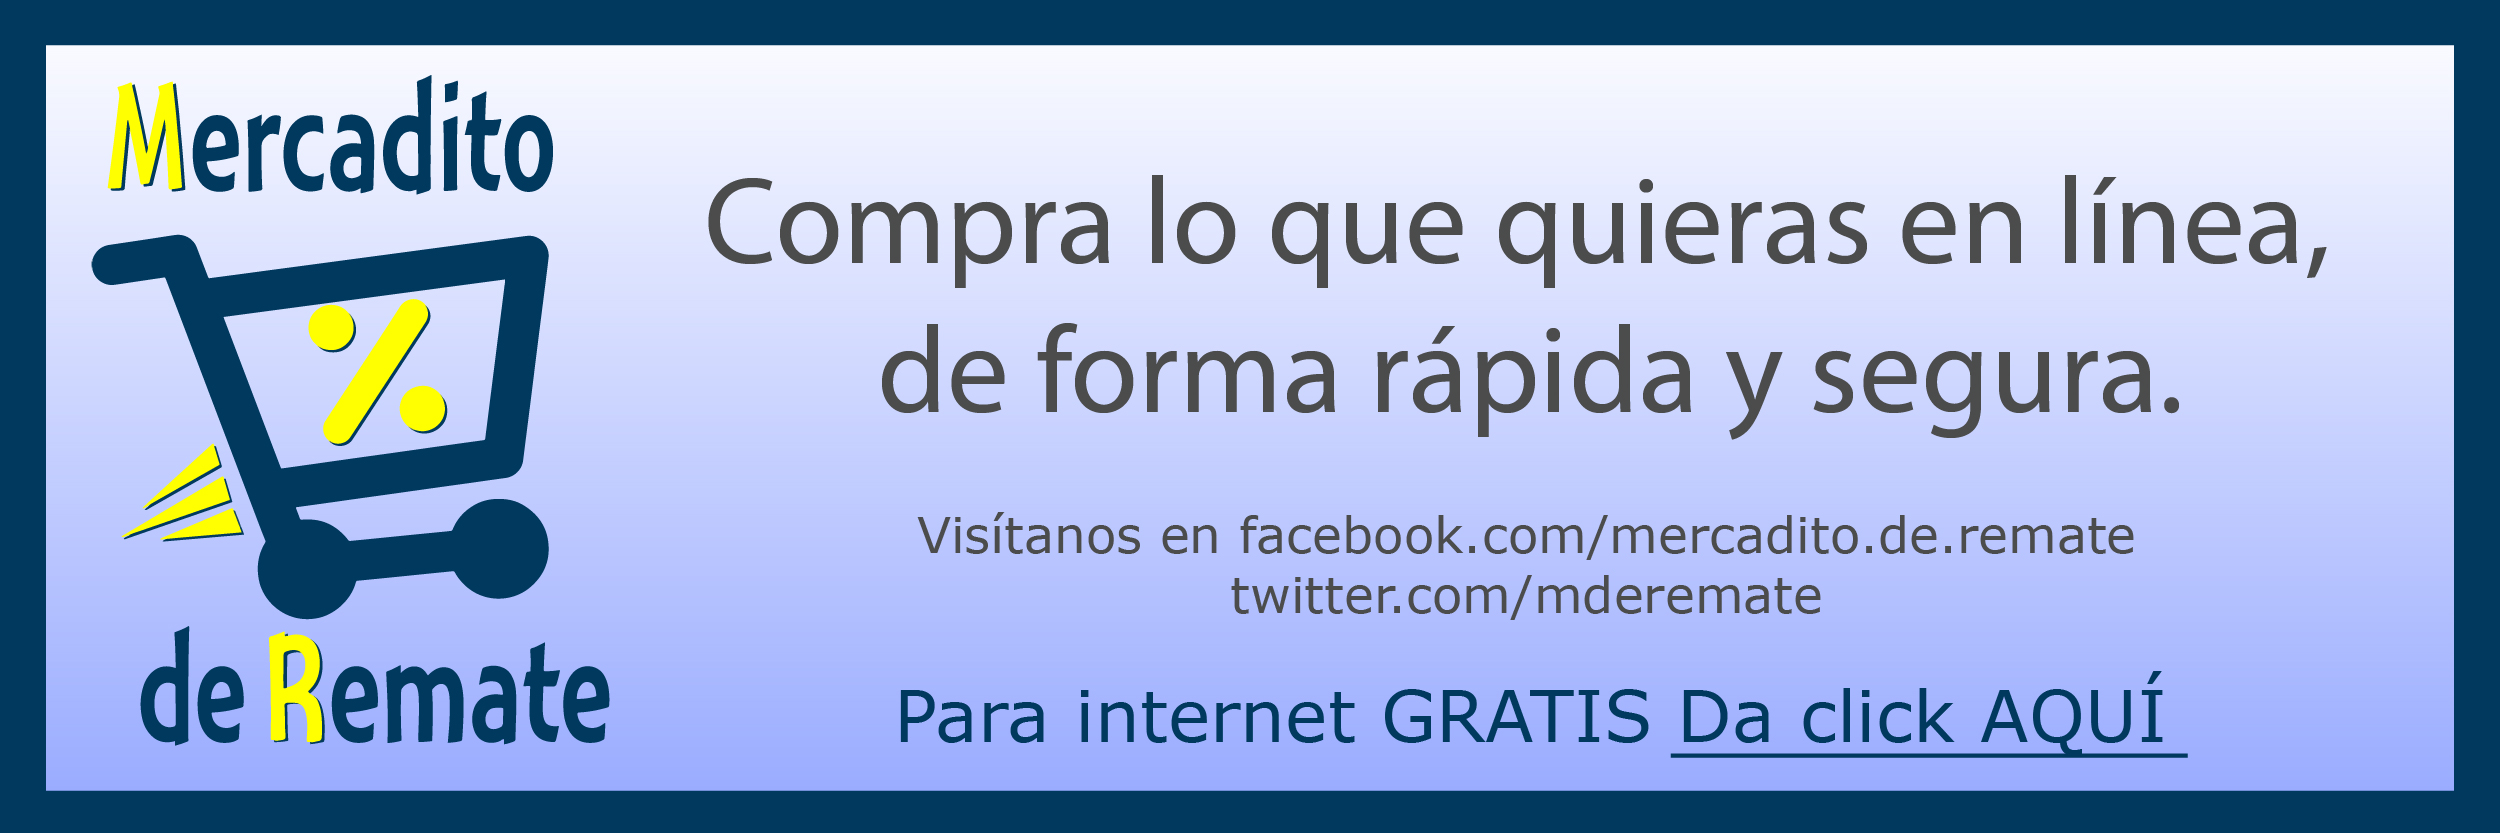 Mercadito
de Remate
Compra lo que quieras en línea,
de forma rápida y segura.
Visítanos en facebook.com/mercadito.de.remate
twitter.com/mderemate
Para internet GRATIS Da click AQUÍ